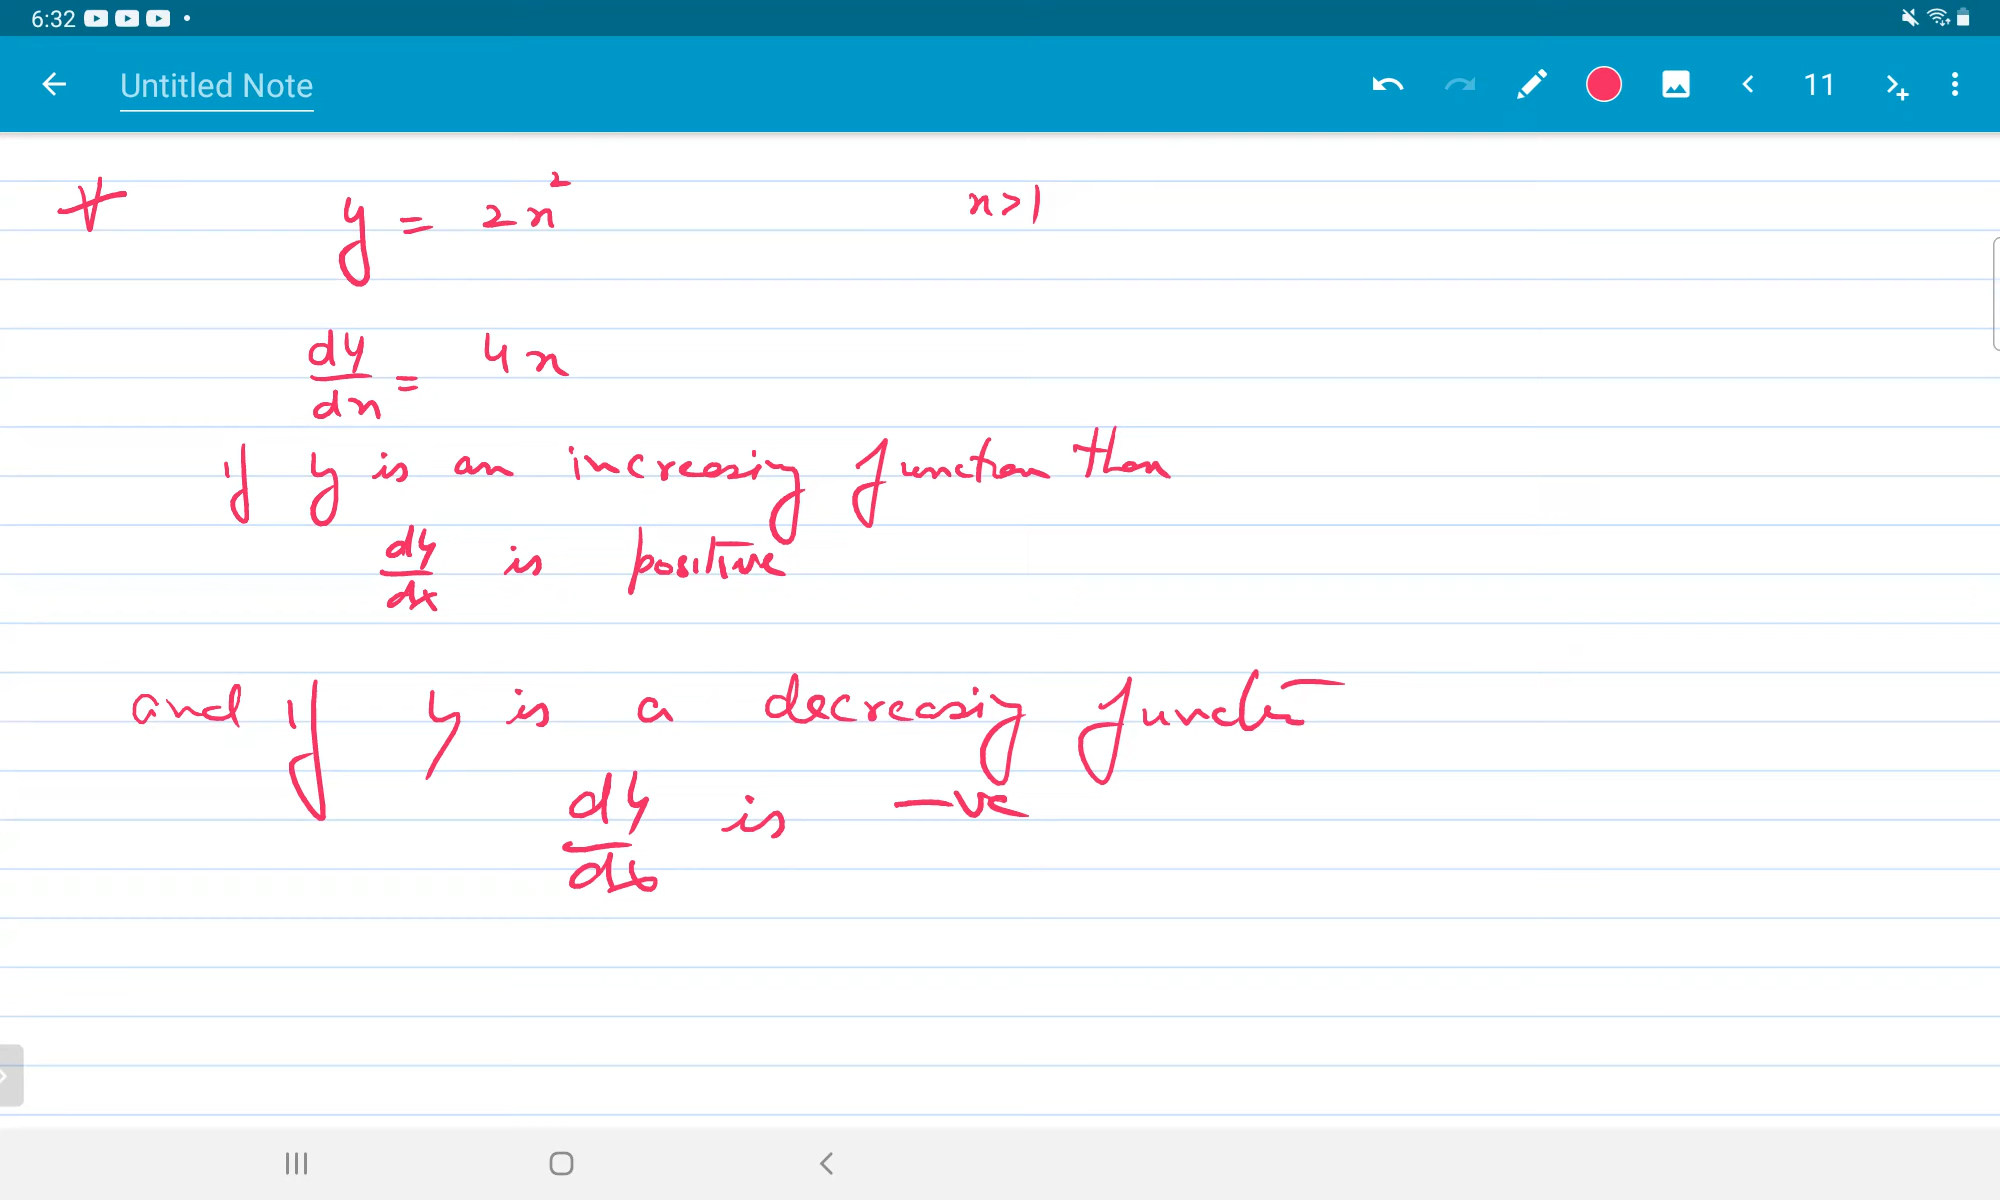 6:32
Untitled Note
11
y = 2x² x>1
dy/dx = 4x
if y is an increasing function then
dy/dx is positive
and if y is a decreasing function
dy/dx is -ve